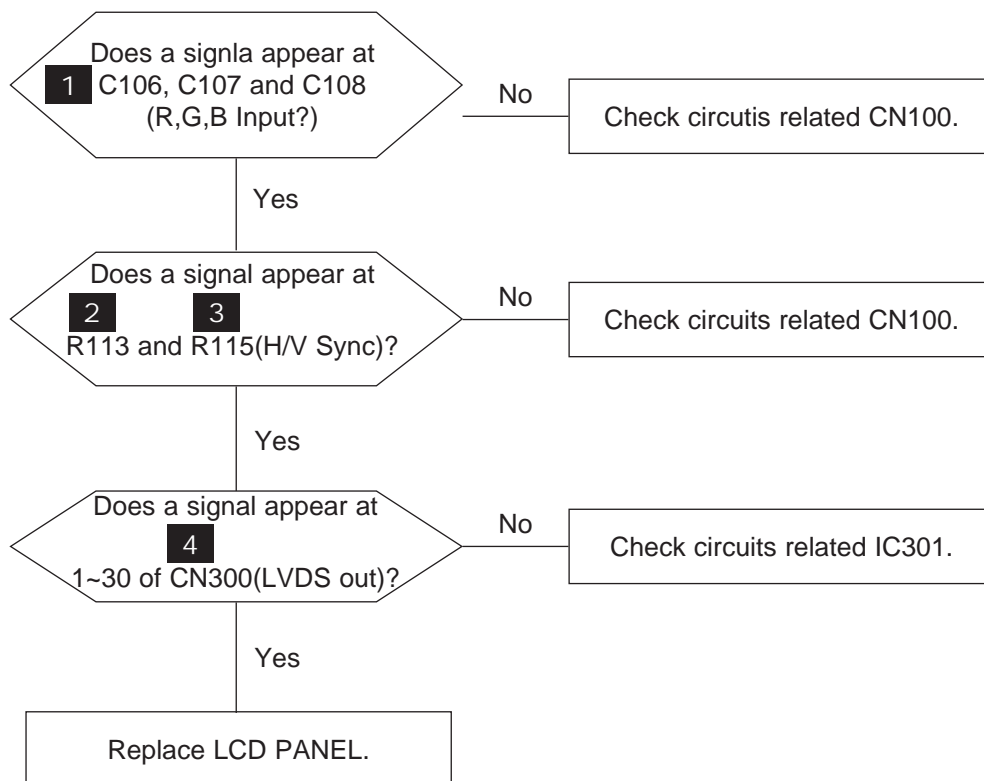 Does a signla appear at
1 C106, C107 and C108
(R,G,B Input?)
No
Check circutis related CN100.
Yes
Does a signal appear at
2 3
R113 and R115(H/V Sync)?
No
Check circuits related CN100.
Yes
Does a signal appear at
4
1~30 of CN300(LVDS out)?
No
Check circuits related IC301.
Yes
Replace LCD PANEL.